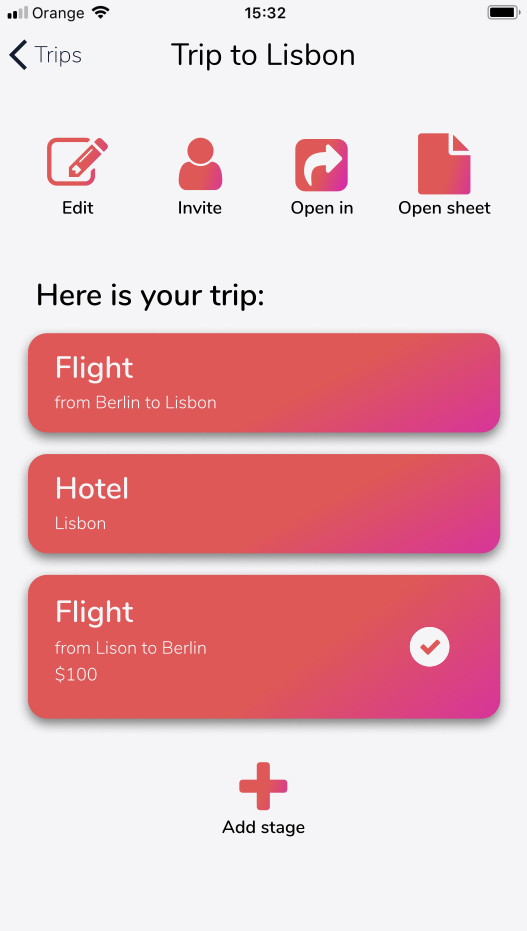 Orange 15:32
Trips Trip to Lisbon
Edit Invite Open in Open sheet
Here is your trip:
Flight
from Berlin to Lisbon
Hotel
Lisbon
Flight
from Lison to Berlin
$100
Add stage